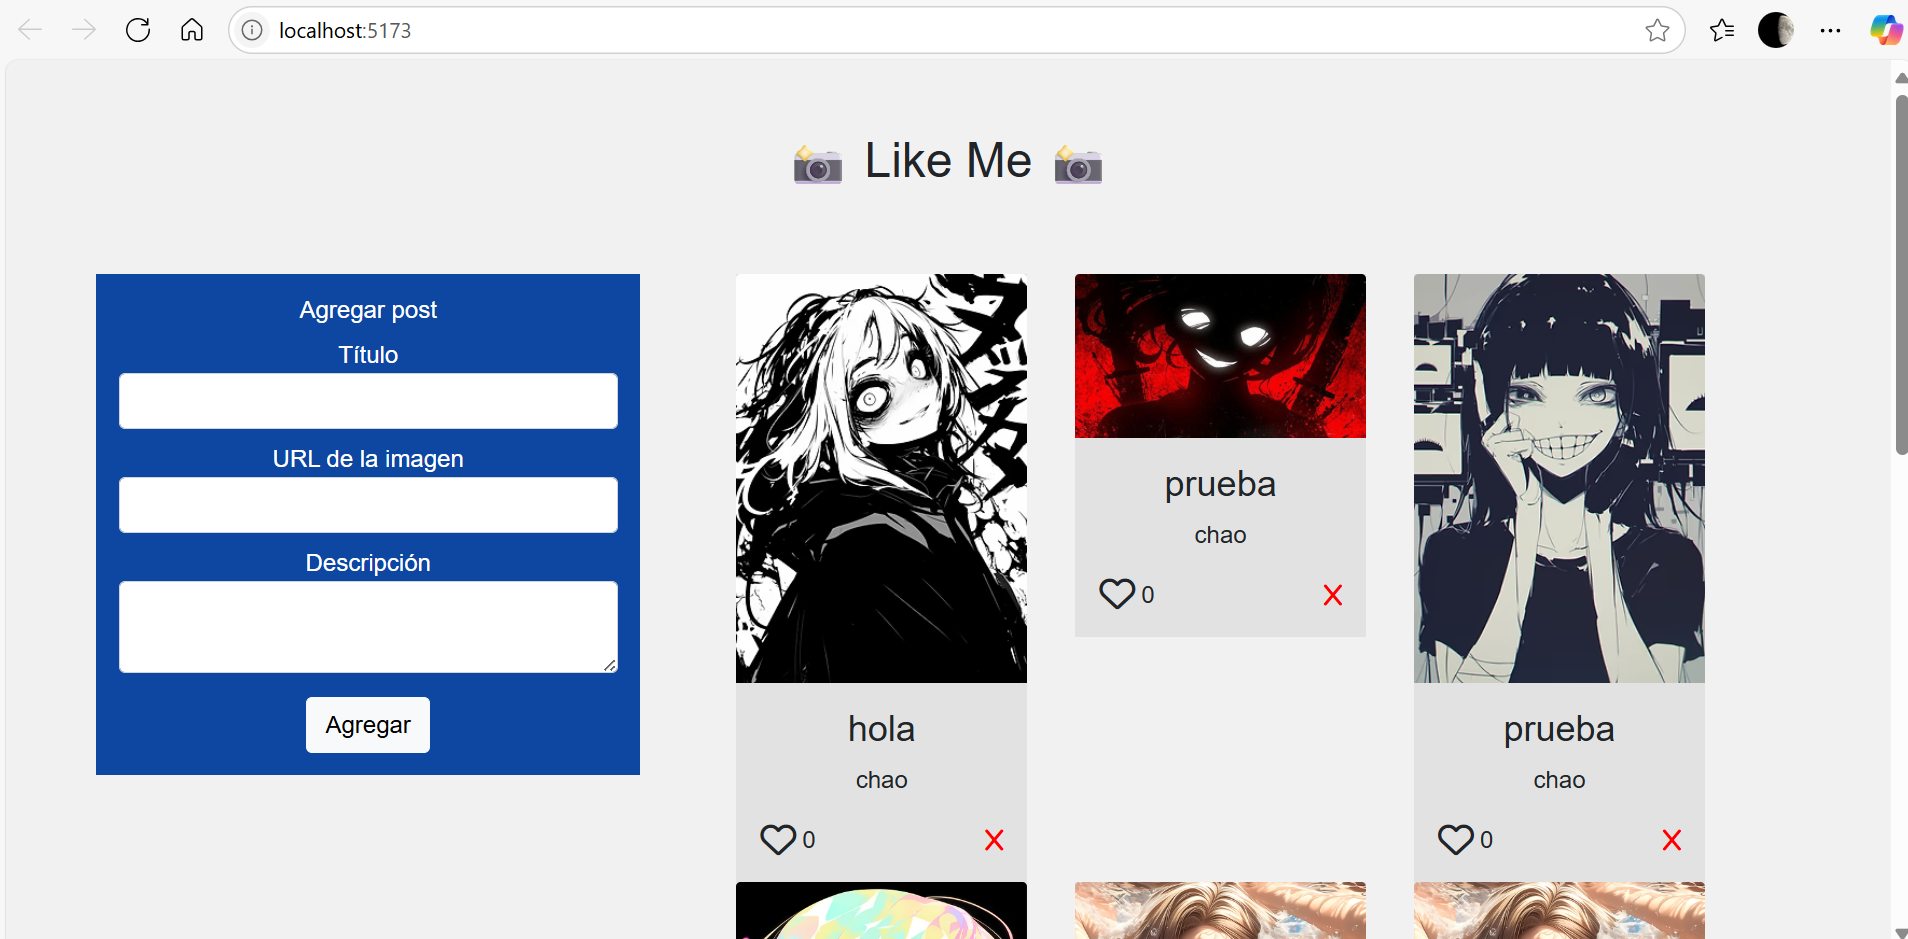 localhost:5173
Like Me
Agregar post
Título
URL de la imagen
Descripción
Agregar
hola
chao
0
prueba
chao
0
prueba
chao
0